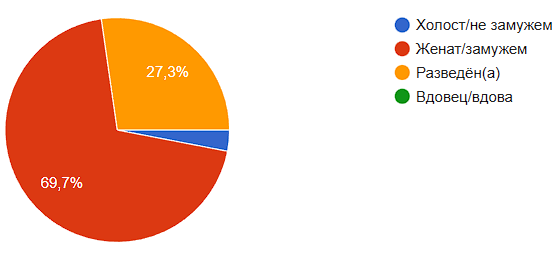 Холост/не замужем
Женат/замужем
Разведён(а)
Вдовец/вдова
27,3%
69,7%